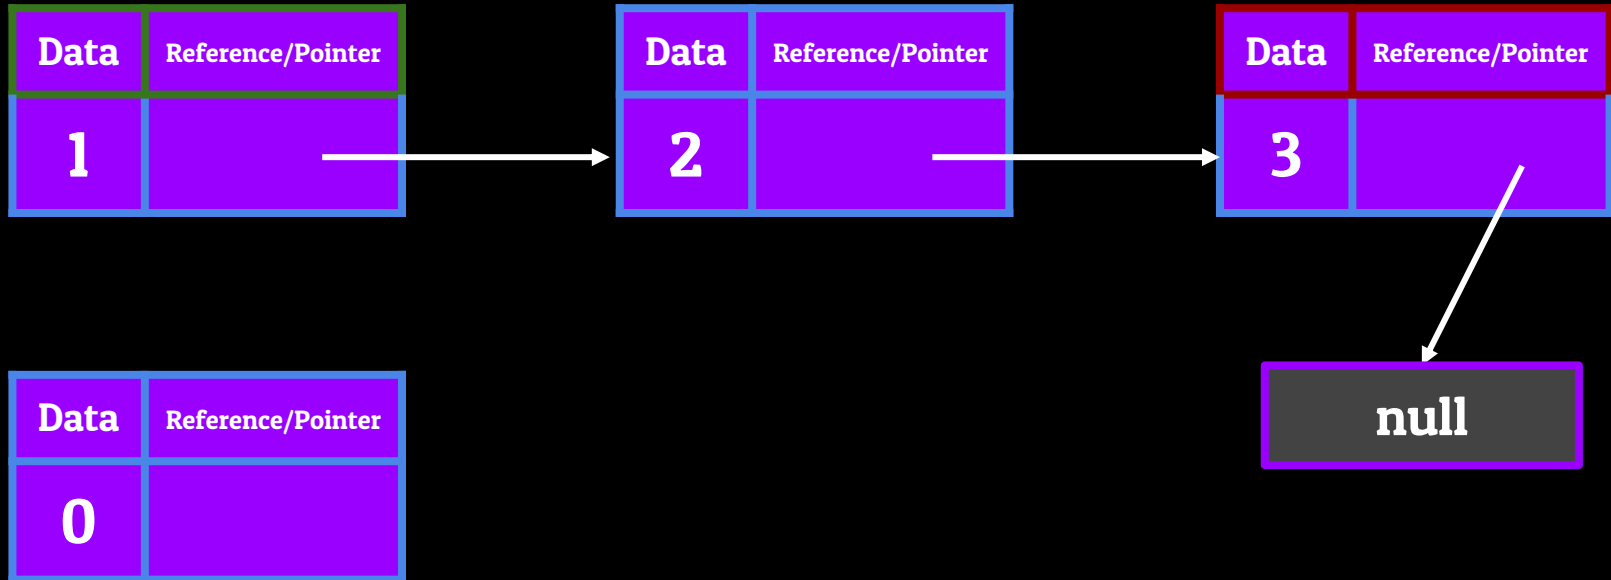 Data Reference/Pointer
1
Data Reference/Pointer
2
Data Reference/Pointer
3
Data Reference/Pointer
0
null